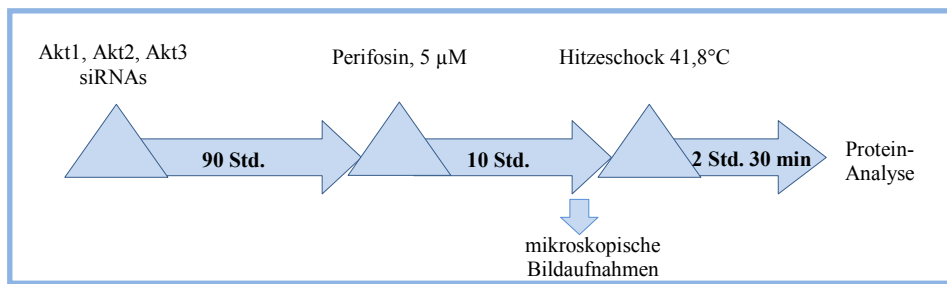 Akt1, Akt2, Akt3
siRNAs
Perifosin, 5 µM
Hitzeschock 41,8°C
90 Std.
10 Std.
2 Std. 30 min
Protein-
Analyse
mikroskopische
Bildaufnahmen